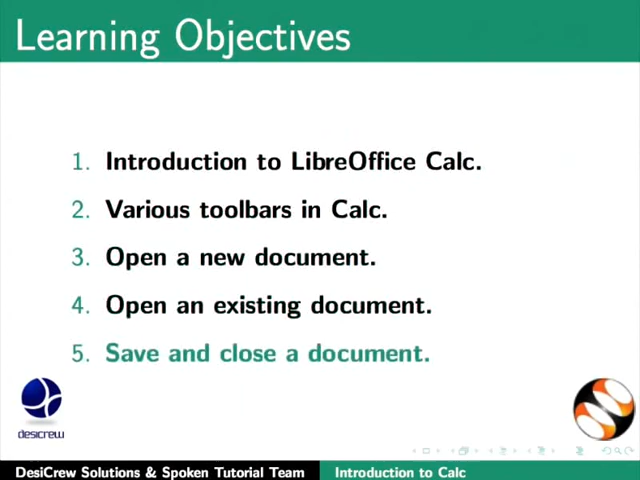 Learning Objectives
1. Introduction to LibreOffice Calc.
2. Various toolbars in Calc.
3. Open a new document.
4. Open an existing document.
5. Save and close a document.
desicrew
DesiCrew Solutions & Spoken Tutorial Team Introduction to Calc